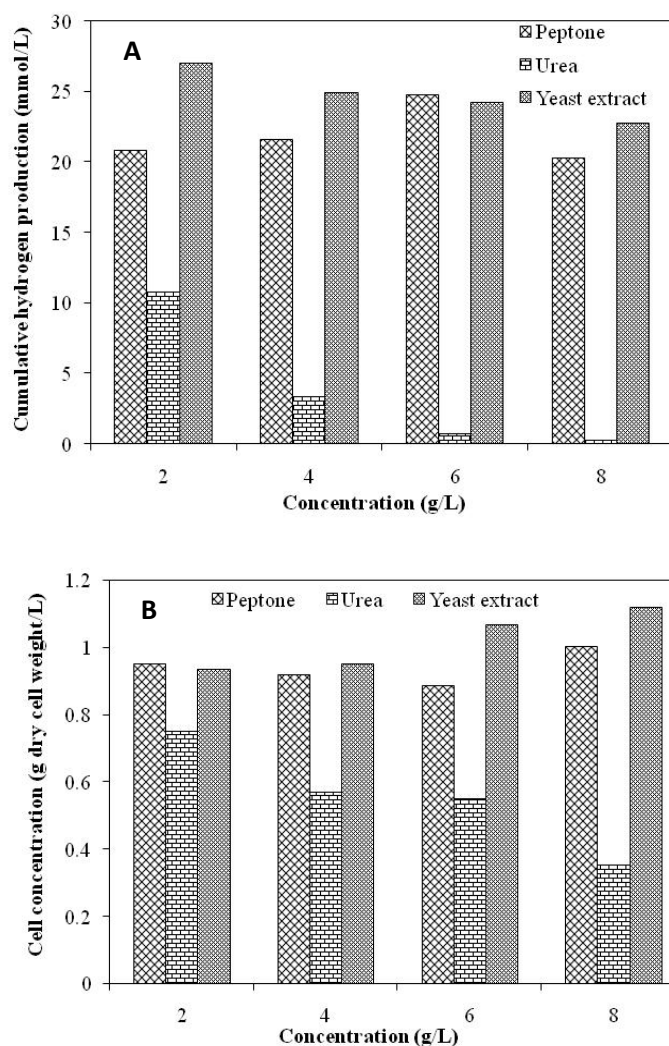 A
Peptone
Urea
Yeast extract
Cumulative hydrogen production (mmol/L)
30
25
20
15
10
5
0
2 4 6 8
Concentration (g/L)
B
Peptone Urea Yeast extract
Cell concentration (g dry cell weight/L)
1.2
1
0.8
0.6
0.4
0.2
0
2 4 6 8
Concentration (g/L)